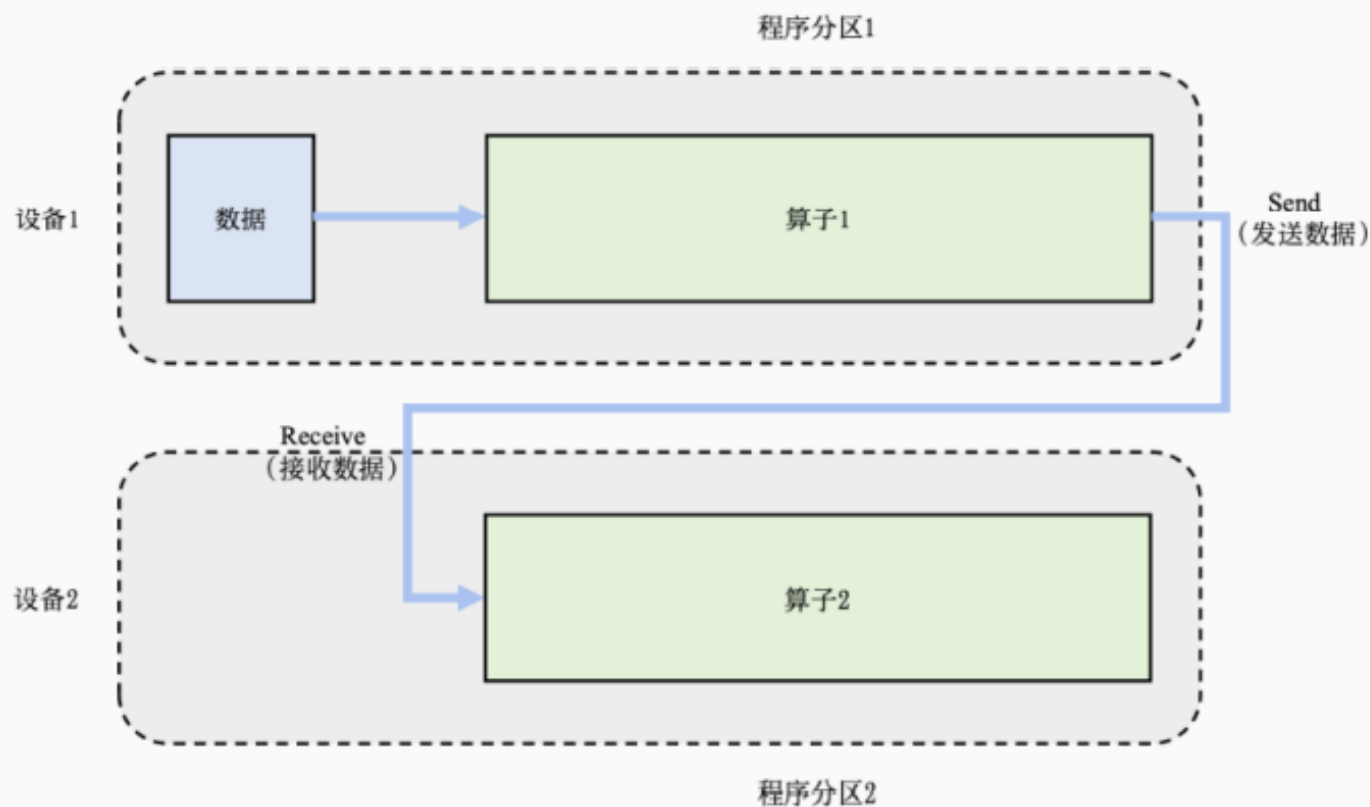 程序分区1
设备1
数据
算子1
Send
（发送数据）
Receive
（接收数据）
设备2
算子2
程序分区2